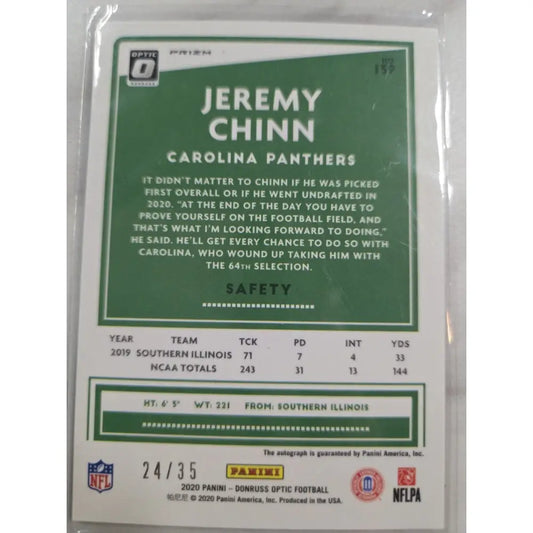 OPTIC
PRIZM
NO. 159
JEREMY
CHINN
CAROLINA PANTHERS
IT DIDN'T MATTER TO CHINN IF HE WAS PICKED
FIRST OVERALL OR IF HE WENT UNDRAFTED IN
2020. "AT THE END OF THE DAY YOU HAVE TO
PROVE YOURSELF ON THE FOOTBALL FIELD, AND
THAT'S WHAT I'M LOOKING FORWARD TO DOING,"
HE SAID. HE'LL GET EVERY CHANCE TO DO SO WITH
CAROLINA, WHO WOUND UP TAKING HIM WITH
THE 64TH SELECTION.
SAFETY
YEAR TEAM TCK PD INT YDS
2019 SOUTHERN ILLINOIS 71 7 4 33
NCAA TOTALS 243 31 13 144
HT: 6' 3" WT: 221 FROM: SOUTHERN ILLINOIS
The autograph is guaranteed by Panini America, Inc.
NFL
24/35
PANINI
NFLPA
2020 PANINI – DONRUSS OPTIC FOOTBALL
帕尼尼 © 2020 Panini America, Inc. Produced in the USA.